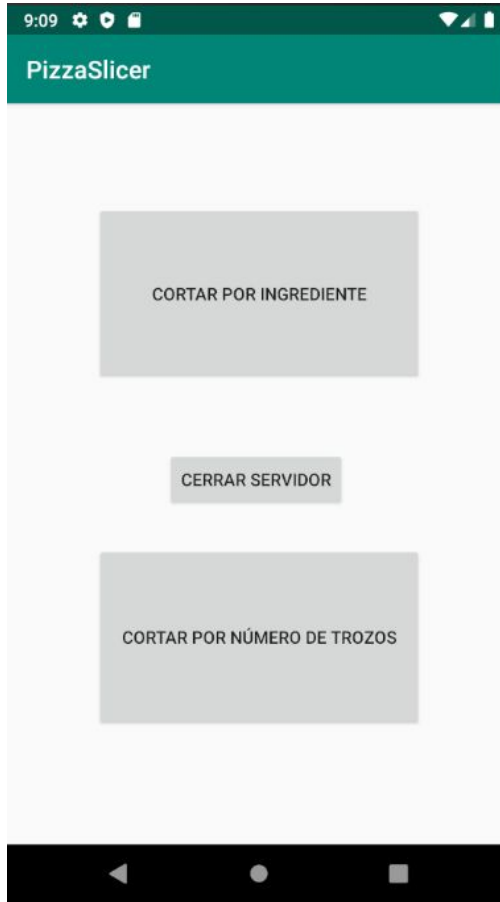 9:09
PizzaSlicer
CORTAR POR INGREDIENTE
CERRAR SERVIDOR
CORTAR POR NÚMERO DE TROZOS